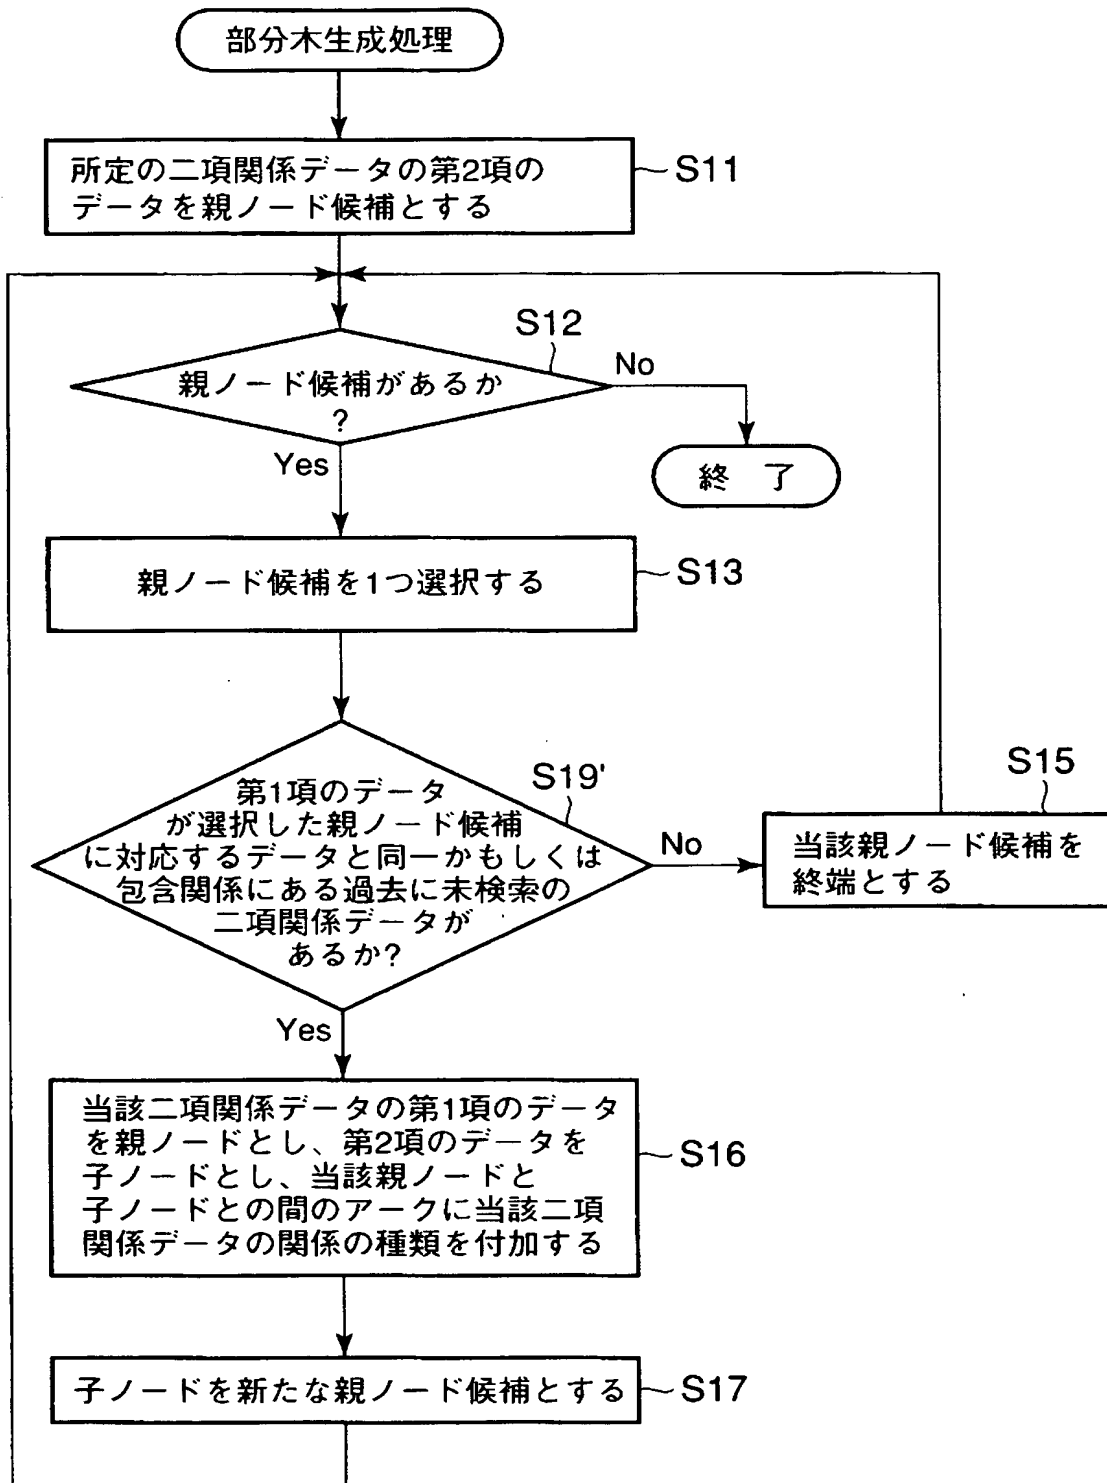 部分木生成処理
所定の二項関係データの第2項の
データを親ノード候補とする
S11
S12
親ノード候補があるか
?
No
Yes
終 了
親ノード候補を1つ選択する
S13
S19'
第1項のデータ
が選択した親ノード候補
に対応するデータと同一かもしくは
包含関係にある過去に未検索の
二項関係データが
あるか?
No
S15
当該親ノード候補を
終端とする
Yes
当該二項関係データの第1項のデータ
を親ノードとし、第2項のデータを
子ノードとし、当該親ノードと
子ノードとの間のアークに当該二項
関係データの関係の種類を付加する
S16
子ノードを新たな親ノード候補とする
S17